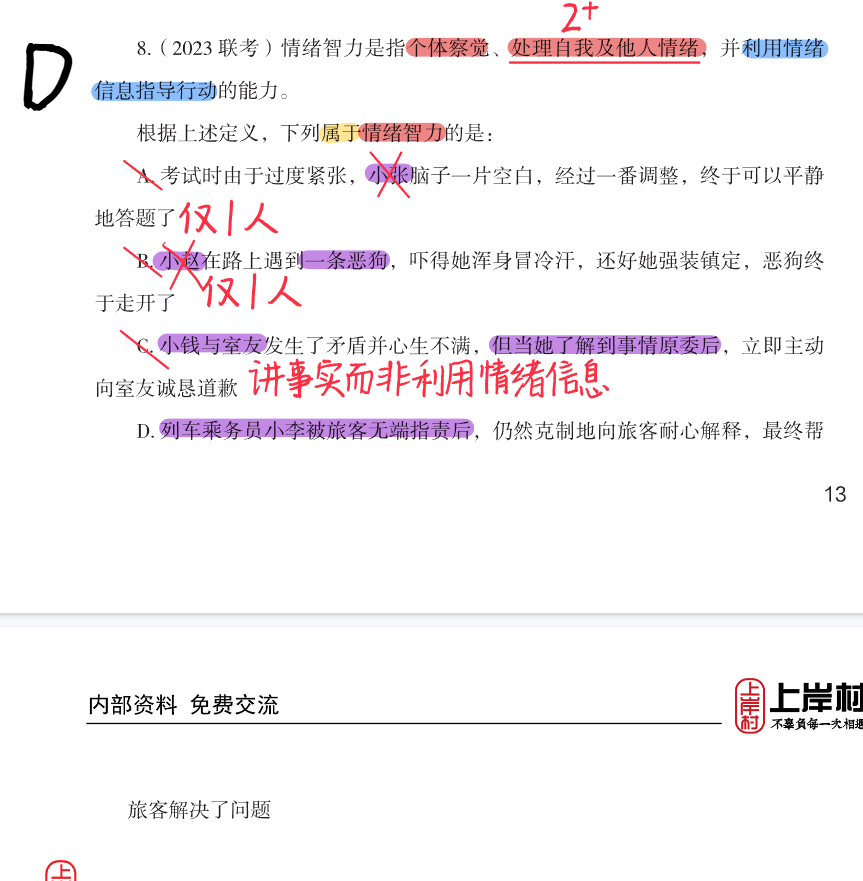 2+
D
8.（2023 联考）情绪智力是指个体察觉、处理自我及他人情绪，并利用情绪
信息指导行动的能力。
根据上述定义，下列属于情绪智力的是：
A. 考试时由于过度紧张，小张脑子一片空白，经过一番调整，终于可以平静
地答题了 仅1人
B. 小赵在路上遇到一条恶狗，吓得她浑身冒冷汗，还好她强装镇定，恶狗终
于走开了 仅1人
C. 小钱与室友发生了矛盾并心生不满，但当她了解到事情原委后，立即主动
向室友诚恳道歉 讲事实而非利用情绪信息
D. 列车乘务员小李被旅客无端指责后，仍然克制地向旅客耐心解释，最终帮
13
内部资料 免费交流
上岸村 上岸村
不辜负每一次相遇
旅客解决了问题
上